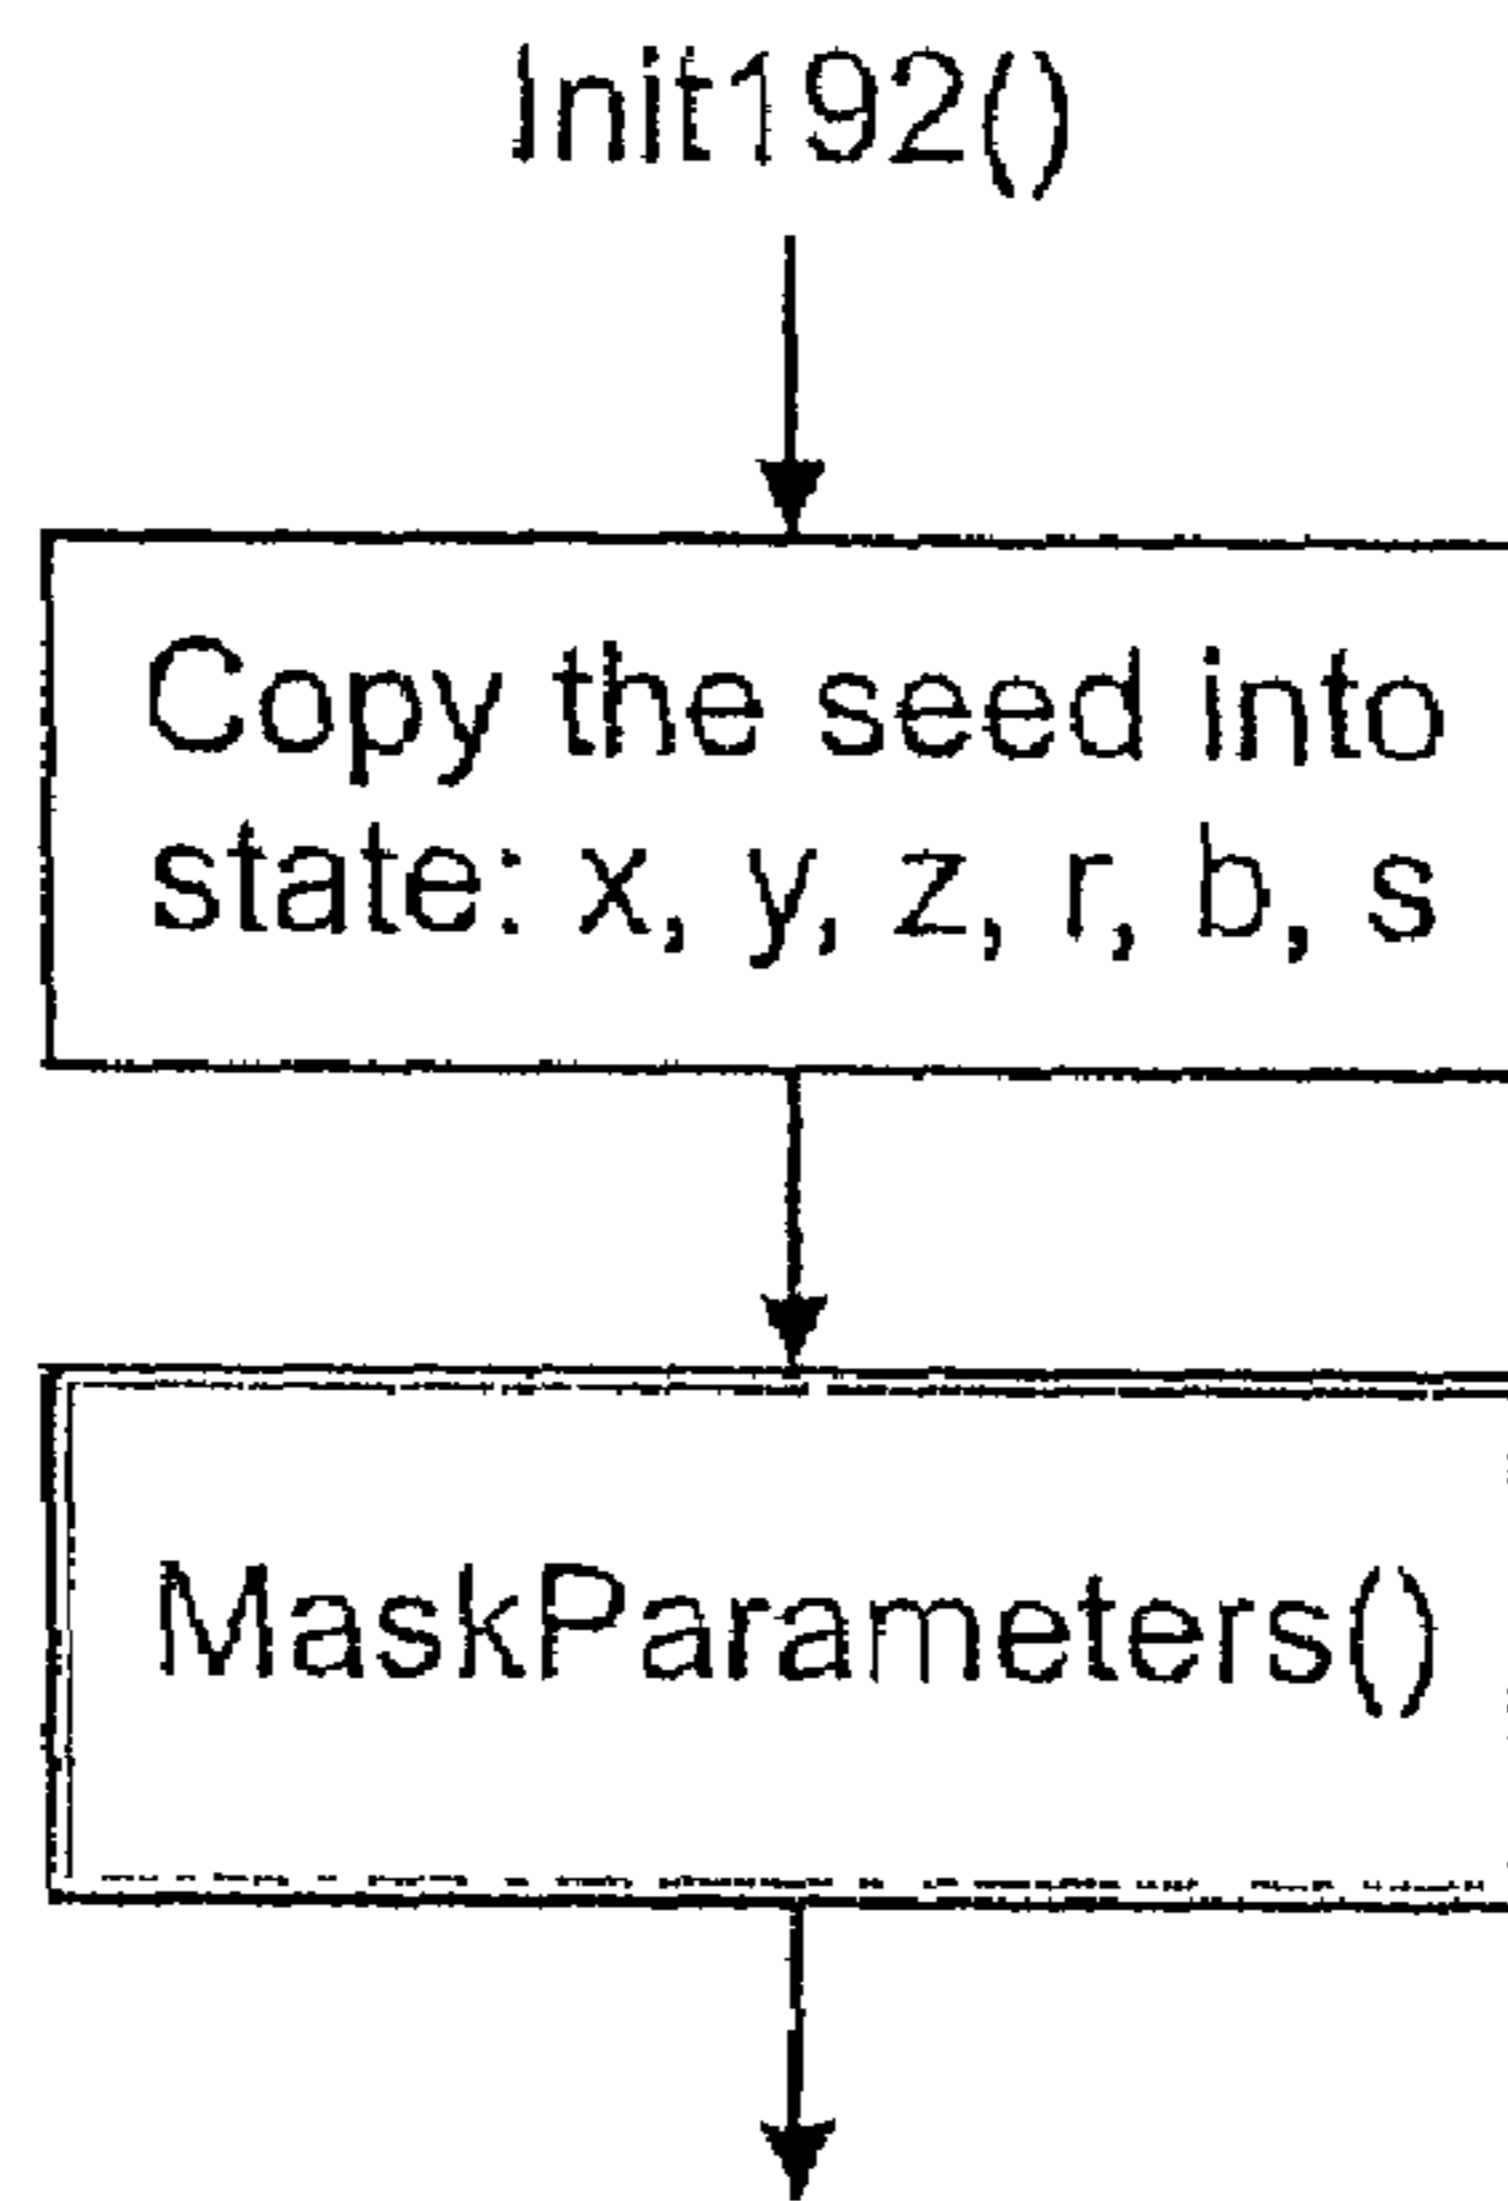 Init192()
Copy the seed into
state: x, y, z, r, b, s
MaskParameters()